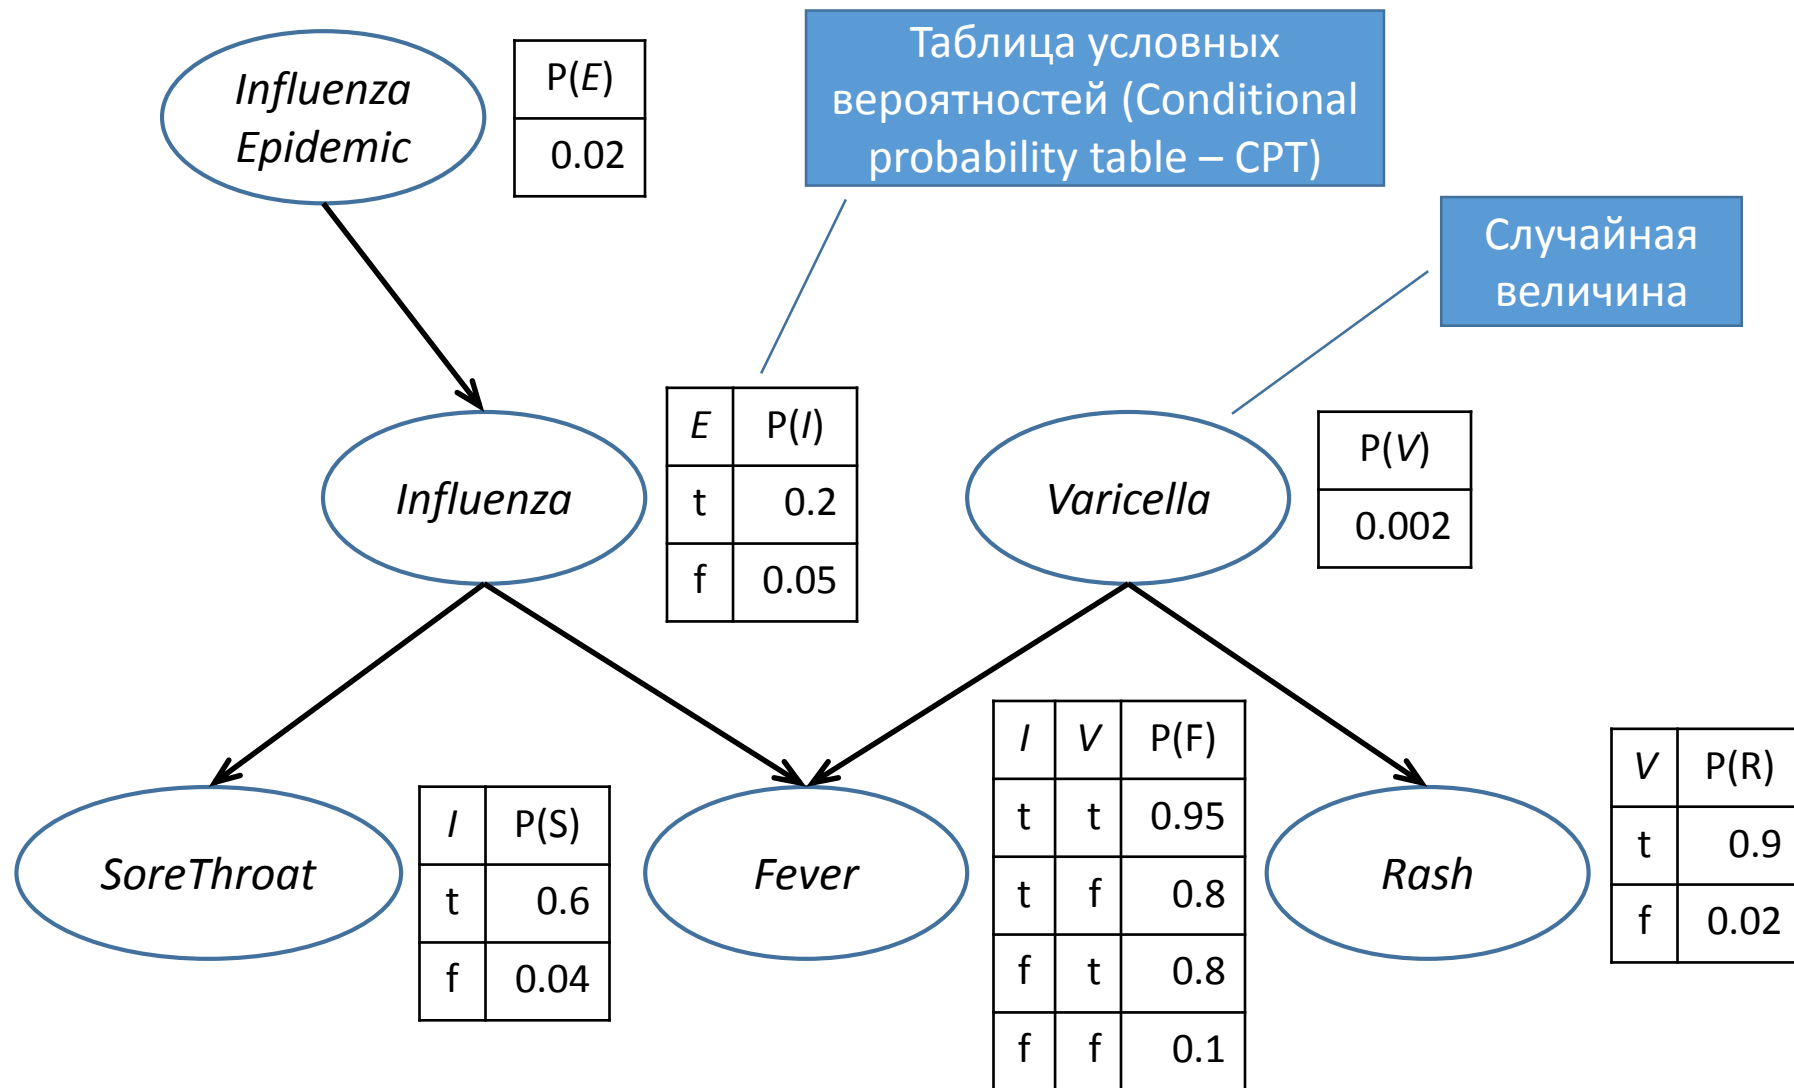 Influenza
Epidemic
P(E)
0.02
Таблица условных
вероятностей (Conditional
probability table – CPT)
Случайная
величина
Influenza
E P(I)
t 0.2
f 0.05
Varicella
P(V)
0.002
SoreThroat
I P(S)
t 0.6
f 0.04
Fever
I V P(F)
t t 0.95
t f 0.8
f t 0.8
f f 0.1
Rash
V P(R)
t 0.9
f 0.02